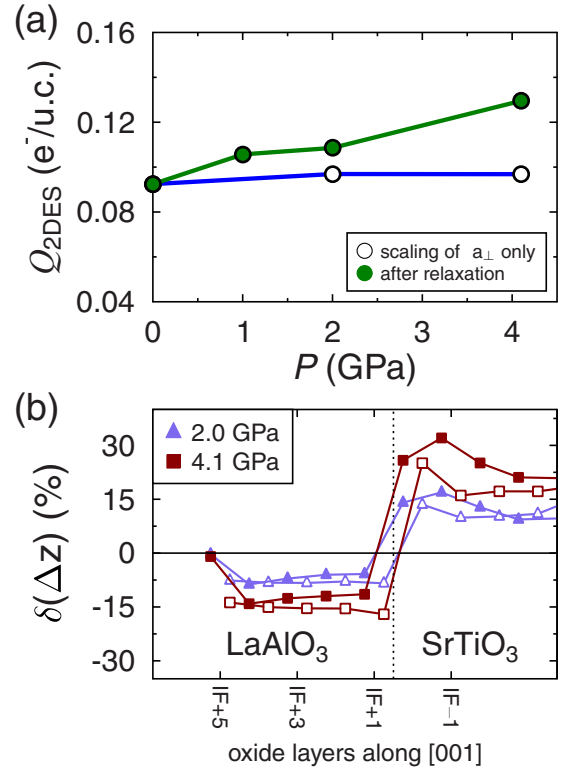 (a)
0.16
0.12
0.08
0.04
Q2DES (e-/u.c.)
scaling of a⊥ only
after relaxation
0 1 2 3 4
P (GPa)
(b)
2.0 GPa
4.1 GPa
30
15
0
-15
-30
δ(Δz) (%)
LaAlO3 SrTiO3
IF+5 IF+3 IF+1 IF−1
oxide layers along [001]